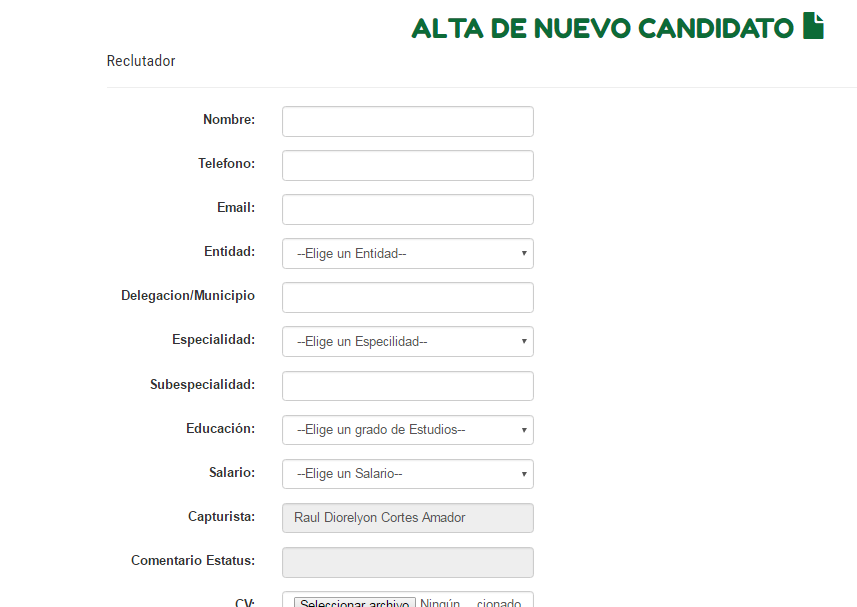 ALTA DE NUEVO CANDIDATO
Reclutador
Nombre:
Telefono:
Email:
Entidad: --Elige un Entidad--
Delegacion/Municipio
Especialidad: --Elige un Especilidad--
Subespecialidad:
Educación: --Elige un grado de Estudios--
Salario: --Elige un Salario--
Capturista: Raul Diorelyon Cortes Amador
Comentario Estatus:
CV: Seleccionar archivo Ningún ...cionado